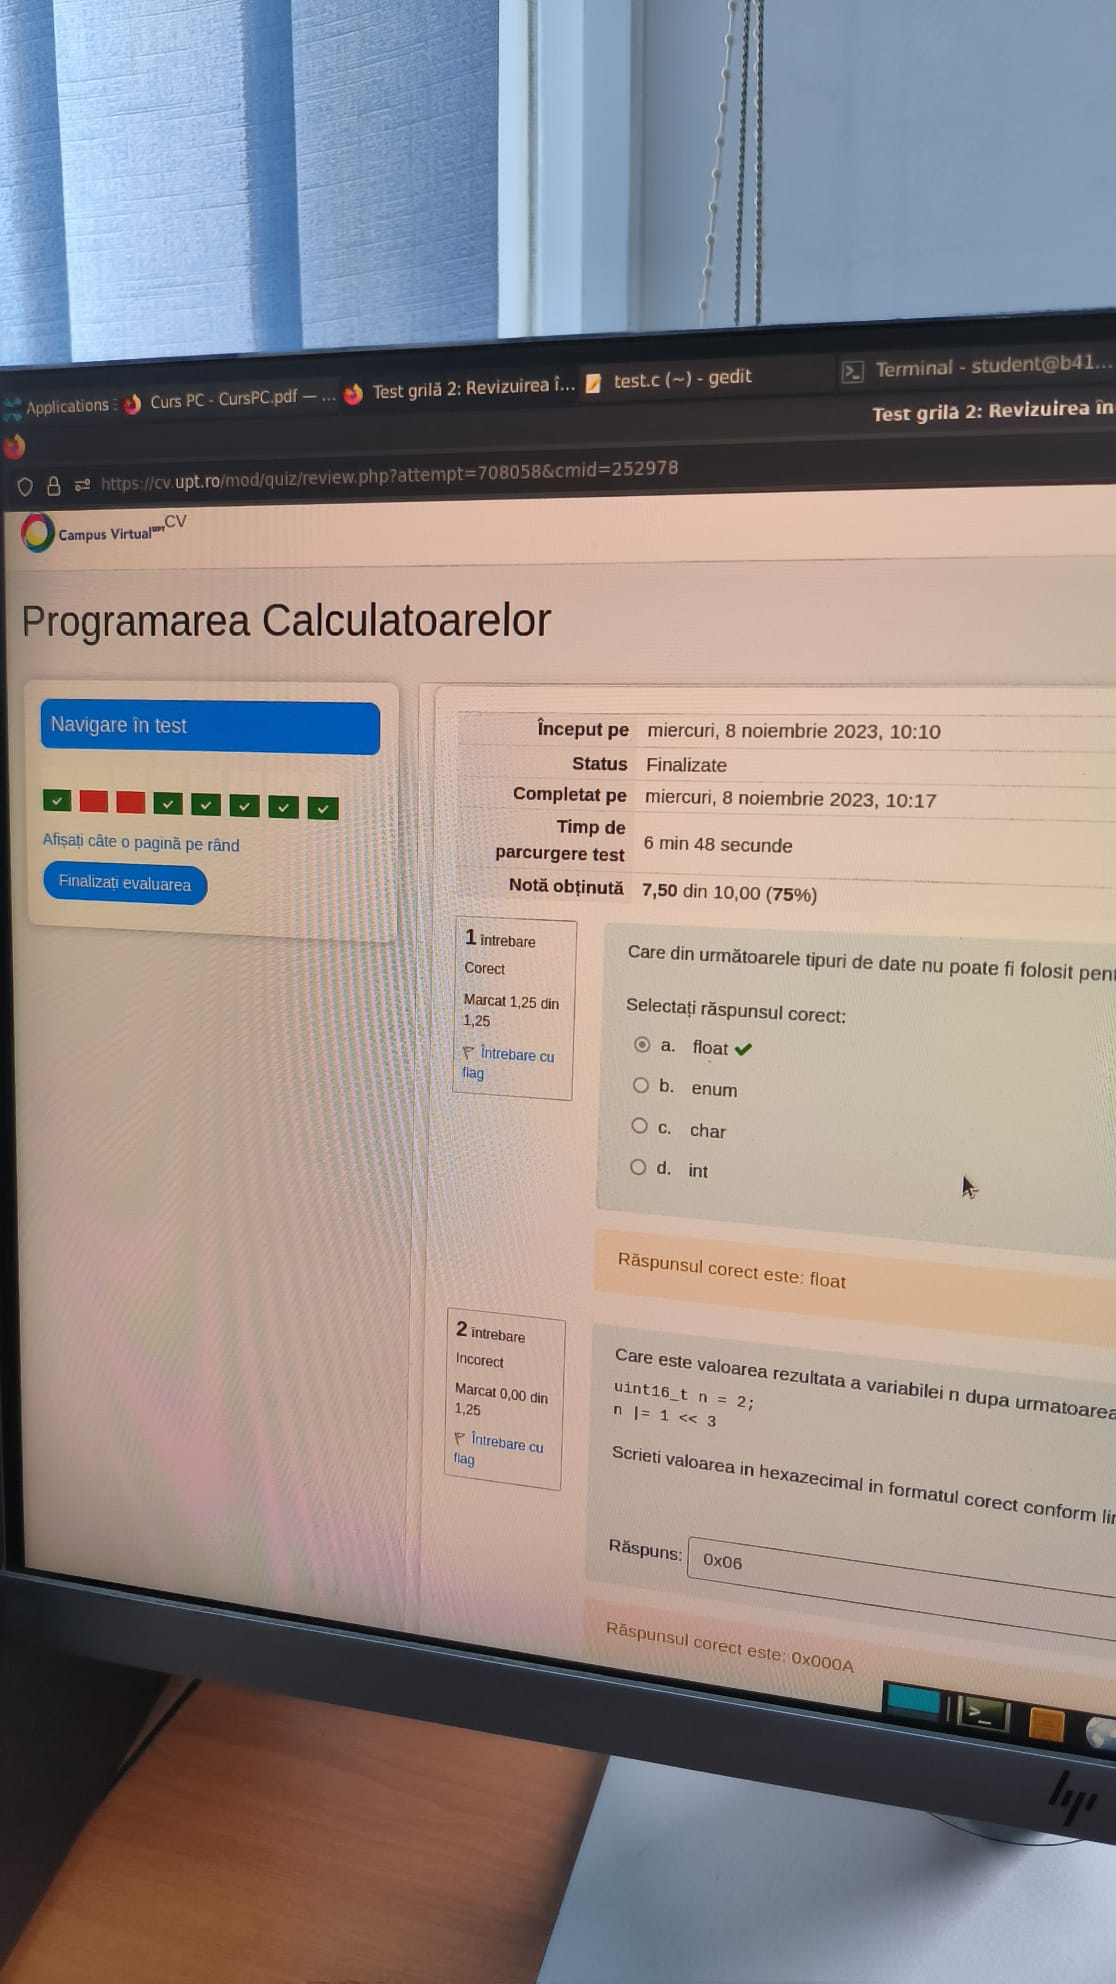 Applications
Curs PC - CursPC.pdf — ...
Test grilă 2: Revizuirea î...
test.c (~) - gedit
Terminal - student@b41...
Test grilă 2: Revizuirea în
https://cv.upt.ro/mod/quiz/review.php?attempt=708058&cmid=252978
Campus Virtual UPT CV
Programarea Calculatoarelor
Navigare în test
Afișați câte o pagină pe rând
Finalizați evaluarea
Început pe miercuri, 8 noiembrie 2023, 10:10
Status Finalizate
Completat pe miercuri, 8 noiembrie 2023, 10:17
Timp de
parcurgere test 6 min 48 secunde
Notă obținută 7,50 din 10,00 (75%)
1 întrebare
Corect
Marcat 1,25 din
1,25
Întrebare cu
flag
Care din următoarele tipuri de date nu poate fi folosit pent
Selectați răspunsul corect:
a. float
b. enum
c. char
d. int
Răspunsul corect este: float
2 întrebare
Incorect
Marcat 0,00 din
1,25
Întrebare cu
flag
Care este valoarea rezultata a variabilei n dupa urmatoarea
uint16_t n = 2;
n |= 1 << 3
Scrieti valoarea in hexazecimal in formatul corect conform lin
Răspuns: 0x06
Răspunsul corect este: 0x000A
hp